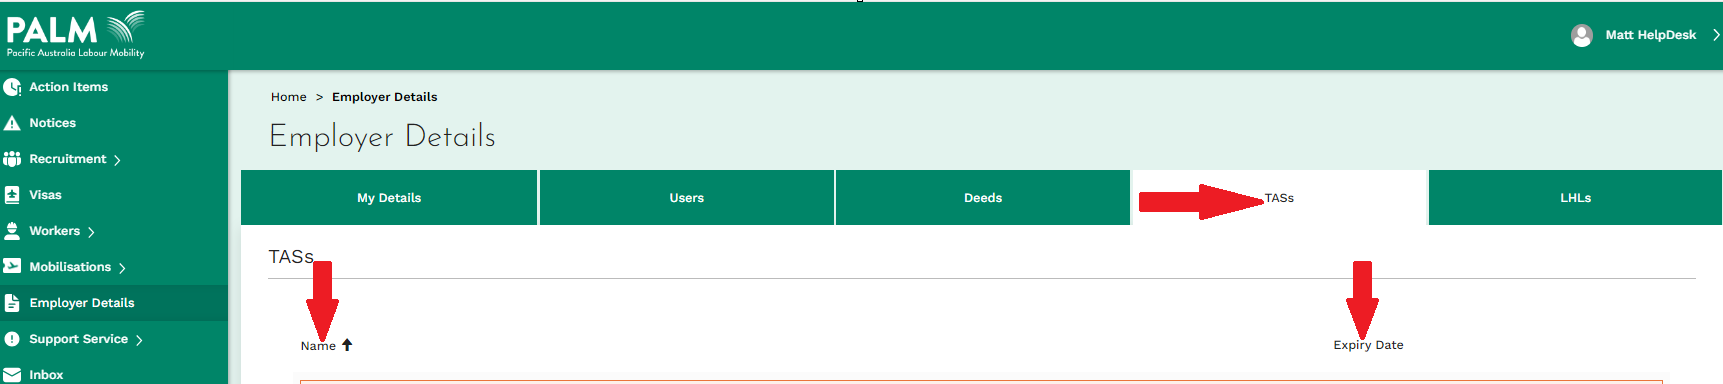 PALM
Pacific Australia Labour Mobility
Matt HelpDesk
Action Items
Notices
Recruitment
Visas
Workers
Mobilisations
Employer Details
Support Service
Inbox
Home > Employer Details
Employer Details
My Details
Users
Deeds
TASs
LHLs
TASs
Name
Expiry Date